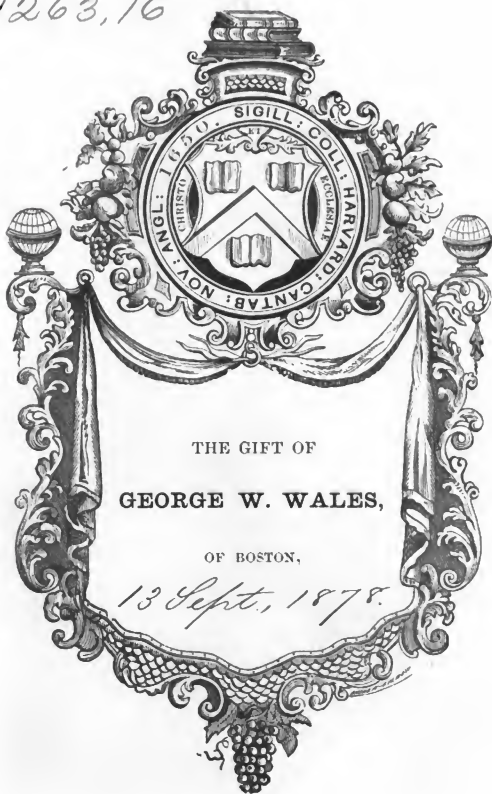 263,16
SIGILL: COLL: HARVARD: CANTAB: NOV: ANGL: 1650.
ET
CHRISTO
ECCLESIAE
THE GIFT OF
GEORGE W. WALES,
OF BOSTON,
13 Sept., 1878.